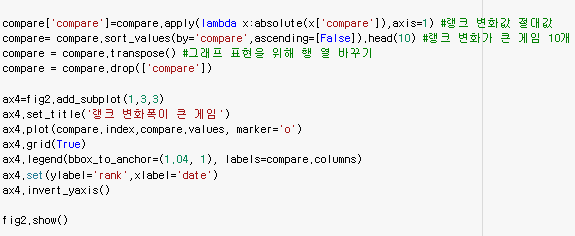 compare['compare']=compare.apply(lambda x:absolute(x['compare']),axis=1) #랭크 변화값 절대값
compare= compare.sort_values(by='compare',ascending=[False]).head(10) #랭크 변화가 큰 게임 10개
compare = compare.transpose() #그래프 표현을 위해 행 열 바꾸기
compare = compare.drop(['compare'])
ax4=fig2.add_subplot(1,3,3)
ax4.set_title('랭크 변화폭이 큰 게임')
ax4.plot(compare.index,compare.values, marker='o')
ax4.grid(True)
ax4.legend(bbox_to_anchor=(1.04, 1), labels=compare.columns)
ax4.set(ylabel='rank',xlabel='date')
ax4.invert_yaxis()
fig2.show()